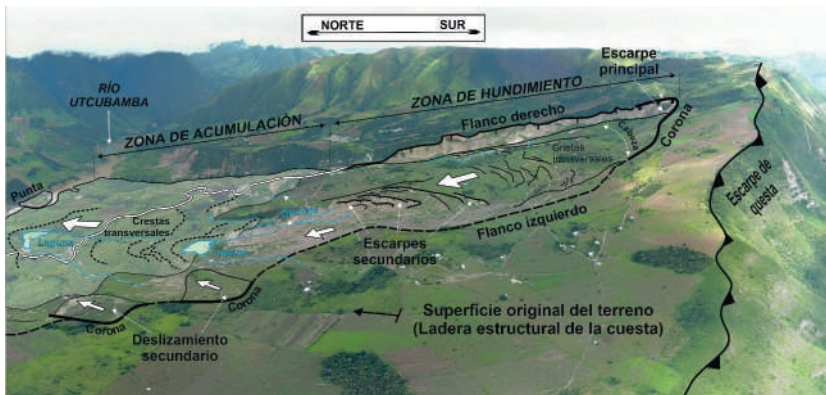 NORTE SUR
Escarpe
principal
RÍO
UTCUBAMBA
ZONA DE HUNDIMIENTO
ZONA DE ACUMULACIÓN
Flanco derecho
Cabeza
Corona
Grietas
transversales
Punta
Escarpe de
questa
Crestas
transversales
Laguna
Laguna
Flanco izquierdo
Escarpes
secundarios
Corona
Corona
Superficie original del terreno
(Ladera estructural de la cuesta)
Deslizamiento
secundario